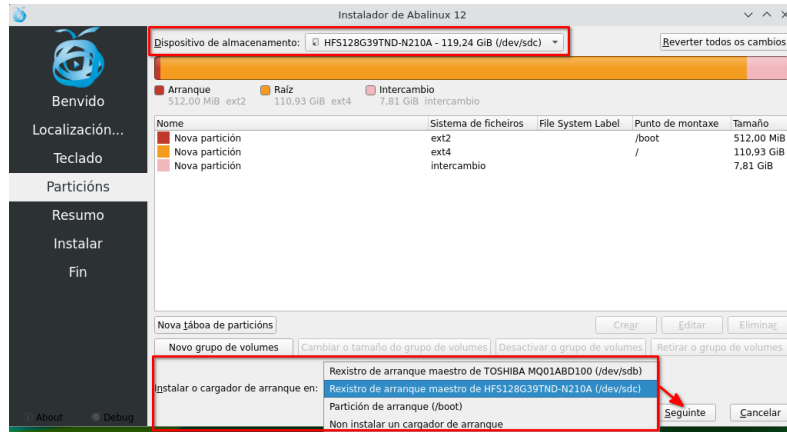 Instalador de Abalinux 12
Dispositivo de almacenamento: HFS128G39TND-N210A - 119,24 GiB (/dev/sdc)
Reverter todos os cambios
Arranque
512,00 MiB ext2
Raíz
110,93 GiB ext4
Intercambio
7,81 GiB intercambio
Benvido
Localización...
Teclado
Particións
Resumo
Instalar
Fin
About
Debug
Nome Sistema de ficheiros File System Label Punto de montaxe Tamaño
Nova partición ext2 /boot 512,00 MiB
Nova partición ext4 / 110,93 GiB
Nova partición intercambio 7,81 GiB
Nova táboa de particións Crear Editar Eliminar
Novo grupo de volumes Cambiar o tamaño do grupo de volumes Desactivar o grupo de volumes Retirar o grupo de volumes
Instalar o cargador de arranque en:
Rexistro de arranque maestro de TOSHIBA MQ01ABD100 (/dev/sdb)
Rexistro de arranque maestro de HFS128G39TND-N210A (/dev/sdc)
Partición de arranque (/boot)
Non instalar un cargador de arranque
Seguinte Cancelar